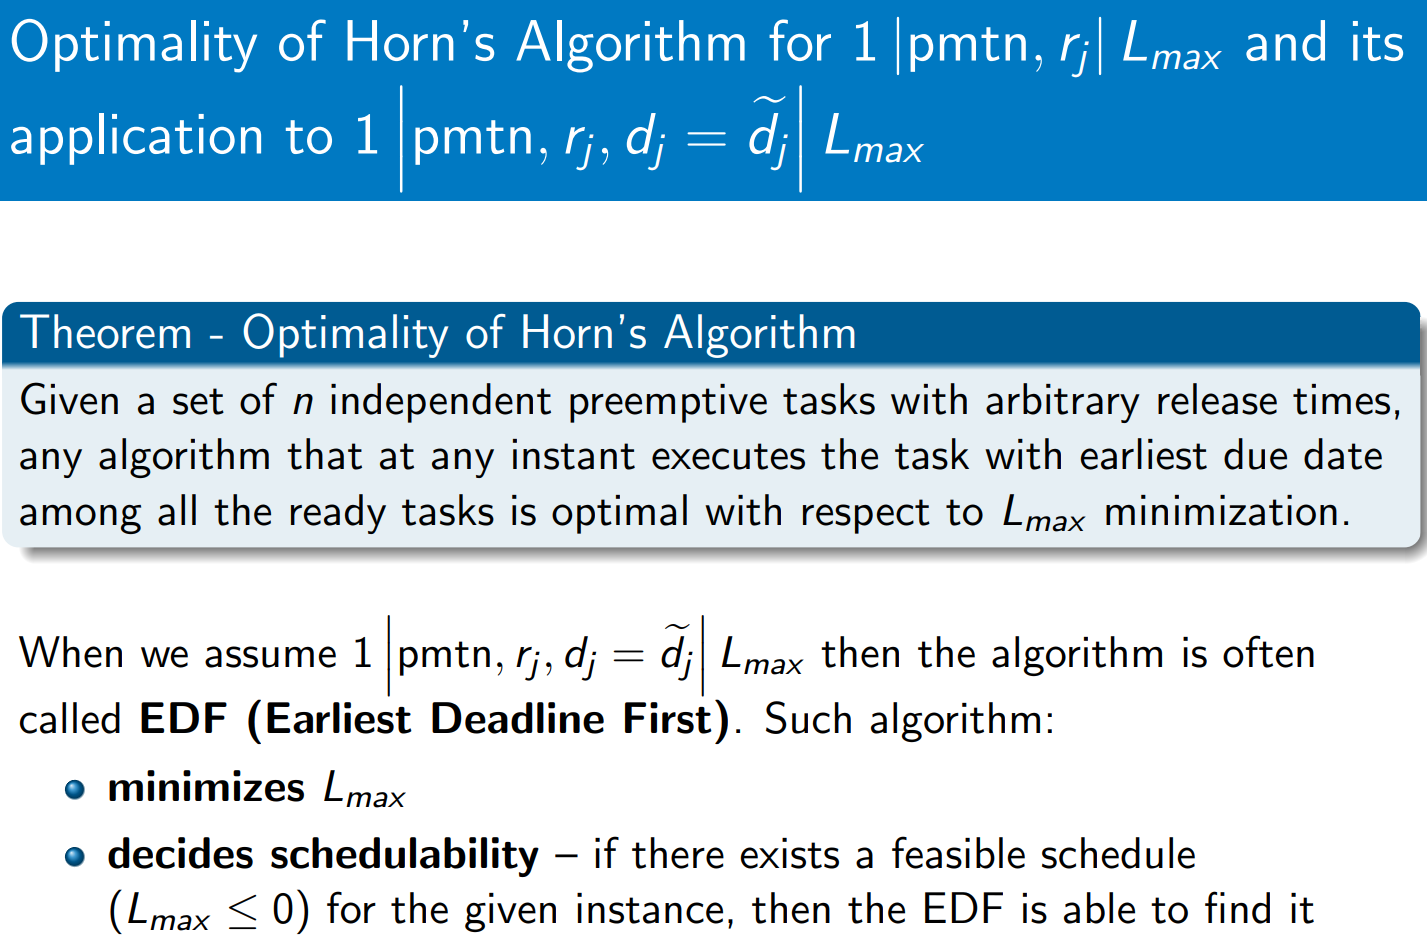 Optimality of Horn's Algorithm for 1 |pmtn, r_j| L_max and its
application to 1 |pmtn, r_j, d_j = \widetilde{d_j}| L_max
Theorem - Optimality of Horn's Algorithm
Given a set of n independent preemptive tasks with arbitrary release times,
any algorithm that at any instant executes the task with earliest due date
among all the ready tasks is optimal with respect to L_max minimization.
When we assume 1 |pmtn, r_j, d_j = \widetilde{d_j}| L_max then the algorithm is often
called EDF (Earliest Deadline First). Such algorithm:
minimizes L_max
decides schedulability – if there exists a feasible schedule
(L_max ≤ 0) for the given instance, then the EDF is able to find it